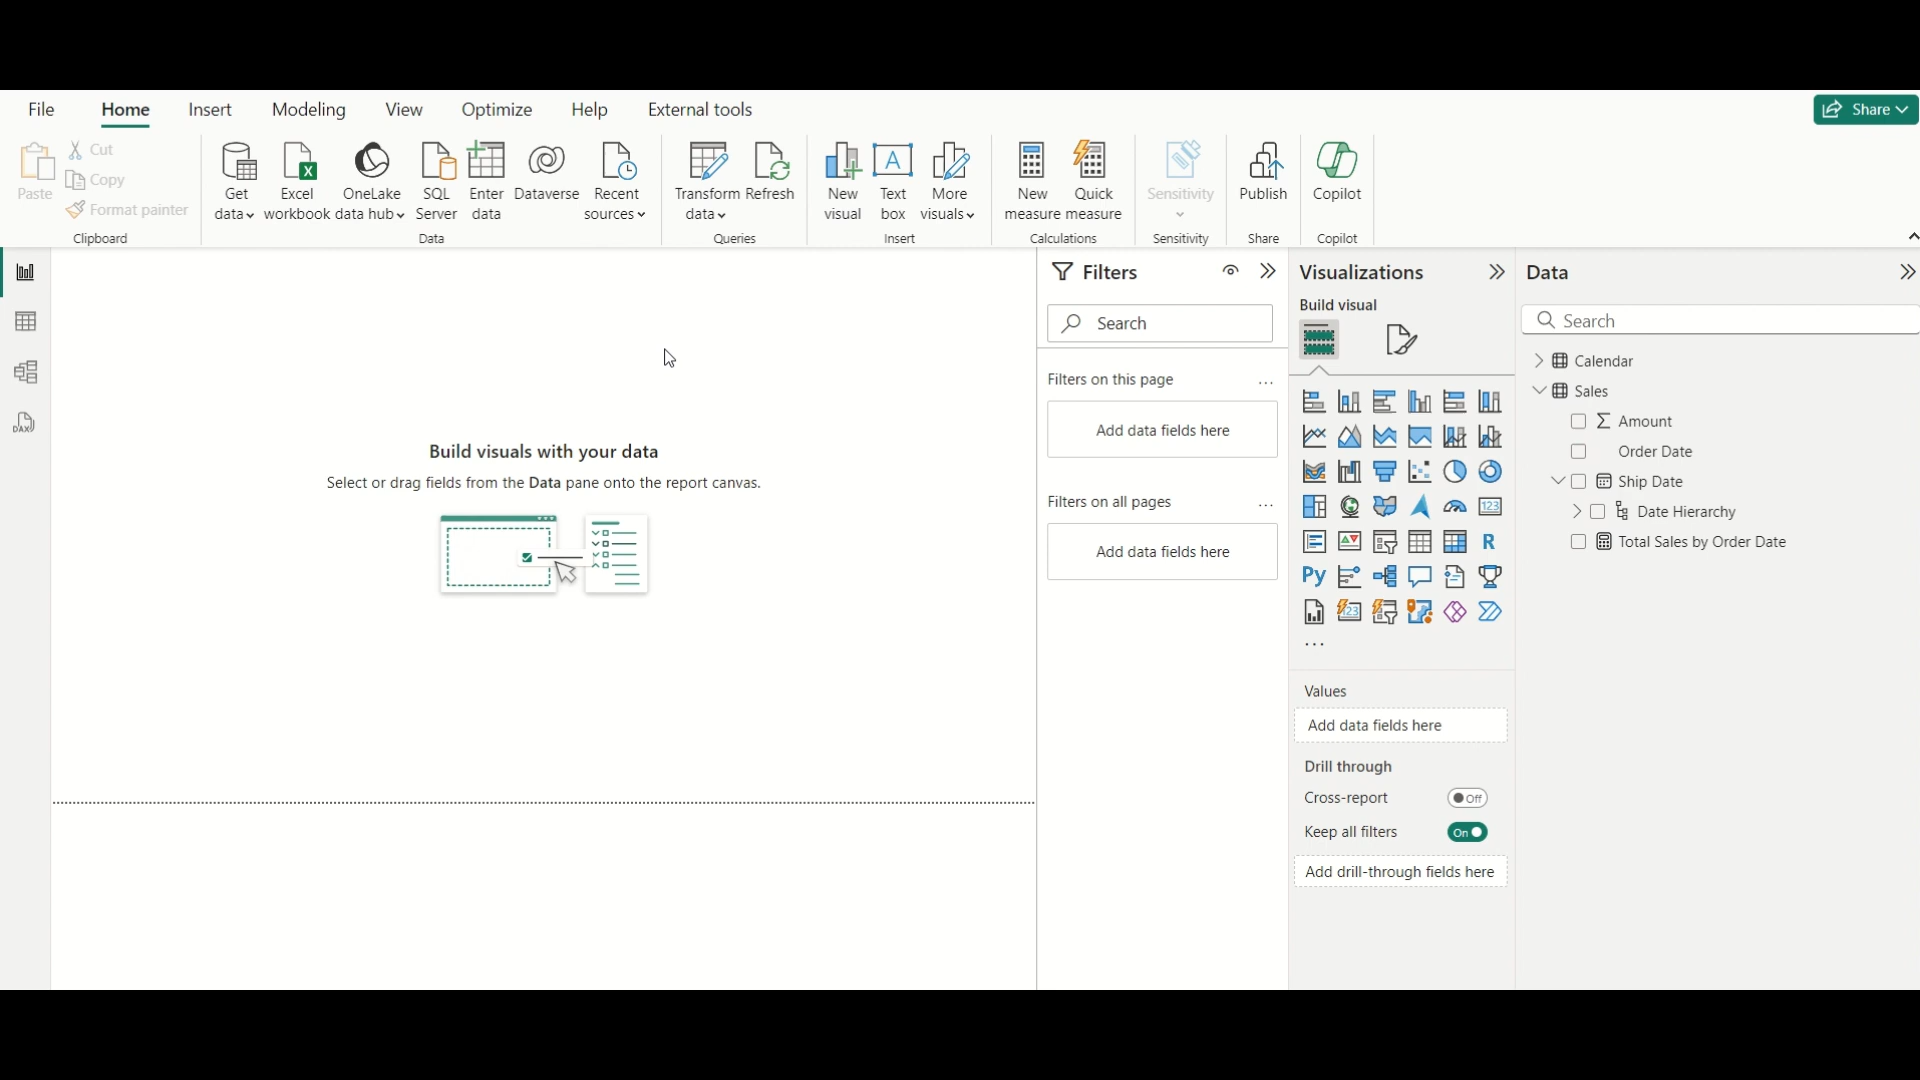 File Home Insert Modeling View Optimize Help External tools
Share
Paste
Cut
Copy
Format painter
Clipboard
Get data
Excel workbook
OneLake data hub
SQL Server
Enter data
Dataverse
Recent sources
Data
Transform data
Refresh
Queries
New visual
A
Text box
More visuals
Insert
New measure
Quick measure
Calculations
Sensitivity
Sensitivity
Publish
Share
Copilot
Copilot
DAX
Build visuals with your data
Select or drag fields from the Data pane onto the report canvas.
Filters
Search
Filters on this page ...
Add data fields here
Filters on all pages ...
Add data fields here
Visualizations
Build visual
123
R
Py
123
...
Values
Add data fields here
Drill through
Cross-report Off
Keep all filters On
Add drill-through fields here
Data
Search
Calendar
Sales
Σ Amount
Order Date
Ship Date
Date Hierarchy
Total Sales by Order Date